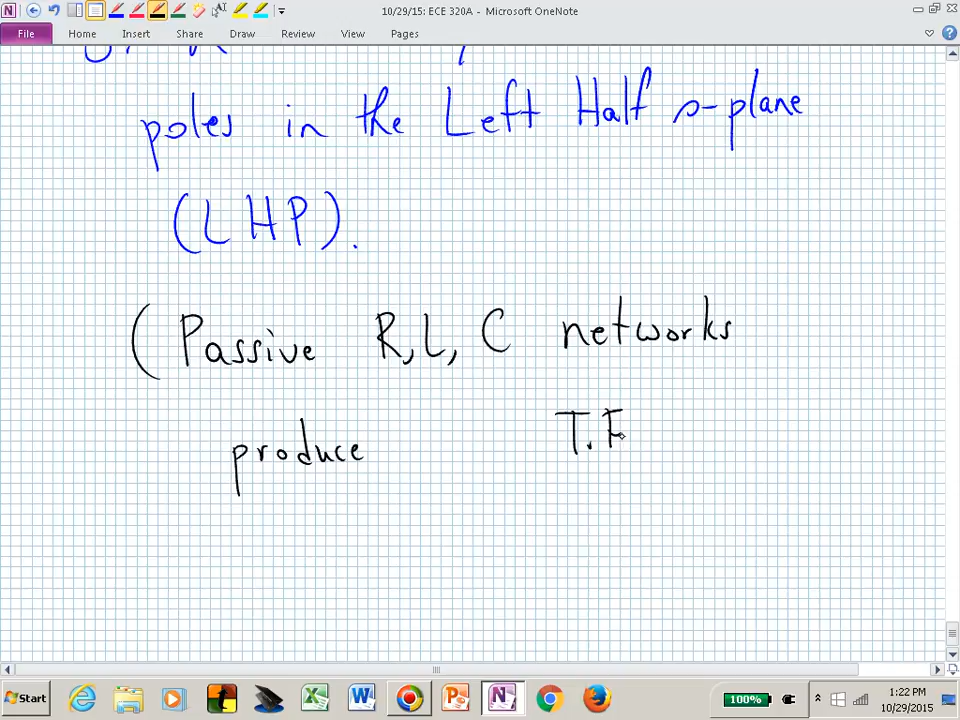 10/29/15: ECE 320A - Microsoft OneNote
File Home Insert Share Draw Review View Pages
poles in the Left Half s-plane
(LHP).
(Passive R, L, C networks
produce T.F
Start 100% 1:22 PM
10/29/2015